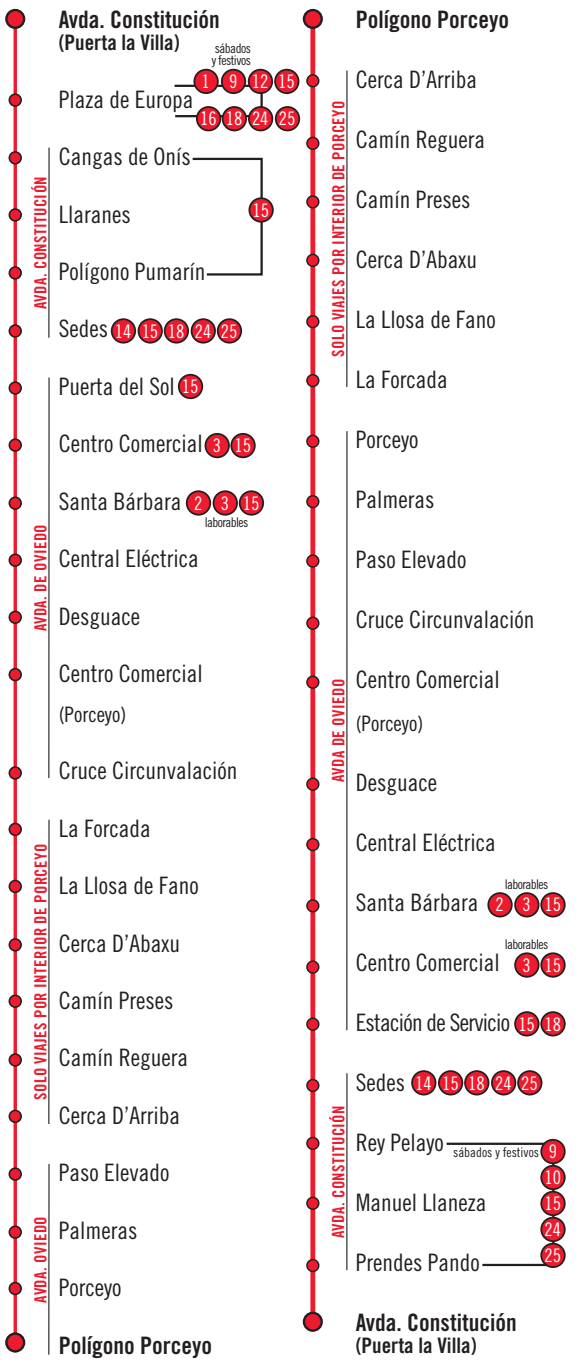 Avda. Constitución
(Puerta la Villa)
sábados
y festivos
Plaza de Europa 1 9 12 15
16 18 24 25
AVDA. CONSTITUCIÓN
Cangas de Onís
Llaranes
15
Polígono Pumarín
Sedes 14 15 18 24 25
AVDA. DE OVIEDO
Puerta del Sol 15
Centro Comercial 3 15
Santa Bárbara 2 3 15
laborables
Central Eléctrica
Desguace
Centro Comercial
(Porceyo)
Cruce Circunvalación
SOLO VIAJES POR INTERIOR DE PORCEYO
La Forcada
La Llosa de Fano
Cerca D'Abaxu
Camín Preses
Camín Reguera
Cerca D'Arriba
AVDA. OVIEDO
Paso Elevado
Palmeras
Porceyo
Polígono Porceyo
Polígono Porceyo
SOLO VIAJES POR INTERIOR DE PORCEYO
Cerca D'Arriba
Camín Reguera
Camín Preses
Cerca D'Abaxu
La Llosa de Fano
La Forcada
AVDA DE OVIEDO
Porceyo
Palmeras
Paso Elevado
Cruce Circunvalación
Centro Comercial
(Porceyo)
Desguace
Central Eléctrica
laborables
Santa Bárbara 2 3 15
laborables
Centro Comercial 3 15
Estación de Servicio 15 18
AVDA. CONSTITUCIÓN
Sedes 14 15 18 24 25
Rey Pelayo sábados y festivos 9
10
Manuel Llaneza 15
24
Prendes Pando 25
Avda. Constitución
(Puerta la Villa)